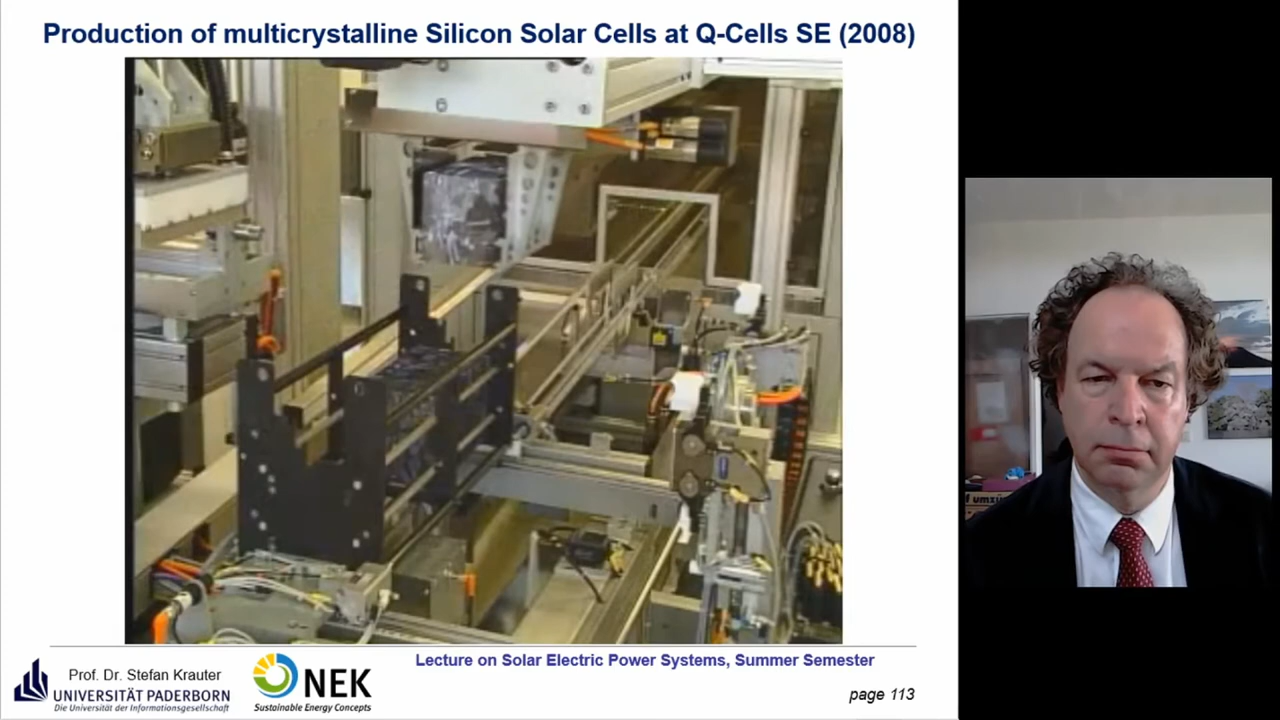 Production of multicrystalline Silicon Solar Cells at Q-Cells SE (2008)
Lecture on Solar Electric Power Systems, Summer Semester
Prof. Dr. Stefan Krauter
UNIVERSITÄT PADERBORN
Die Universität der Informationsgesellschaft
NEK
Sustainable Energy Concepts
page 113